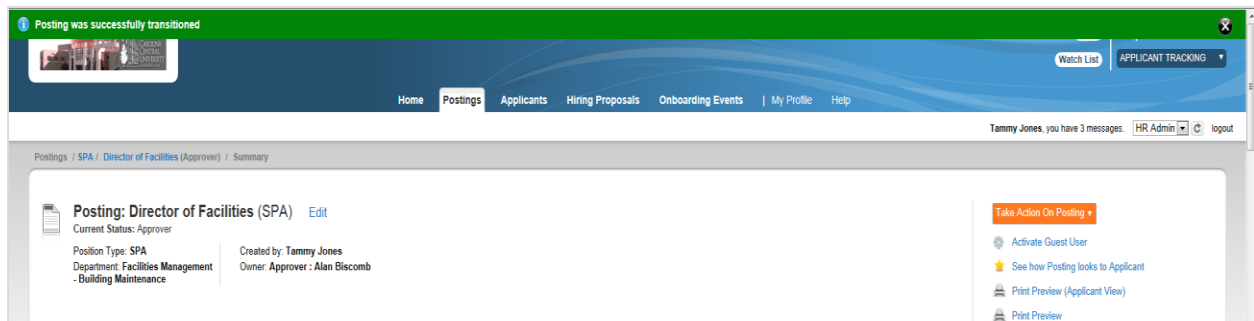 Posting was successfully transitioned
CAROLINA
CENTRAL
UNIVERSITY
Watch List
APPLICANT TRACKING
Home Postings Applicants Hiring Proposals Onboarding Events | My Profile Help
Tammy Jones, you have 3 messages. HR Admin logout
Postings / SPA / Director of Facilities (Approver) / Summary
Posting: Director of Facilities (SPA) Edit
Current Status: Approver
Position Type: SPA
Department: Facilities Management
- Building Maintenance
Created by: Tammy Jones
Owner: Approver : Alan Biscomb
Take Action On Posting
Activate Guest User
See how Posting looks to Applicant
Print Preview (Applicant View)
Print Preview